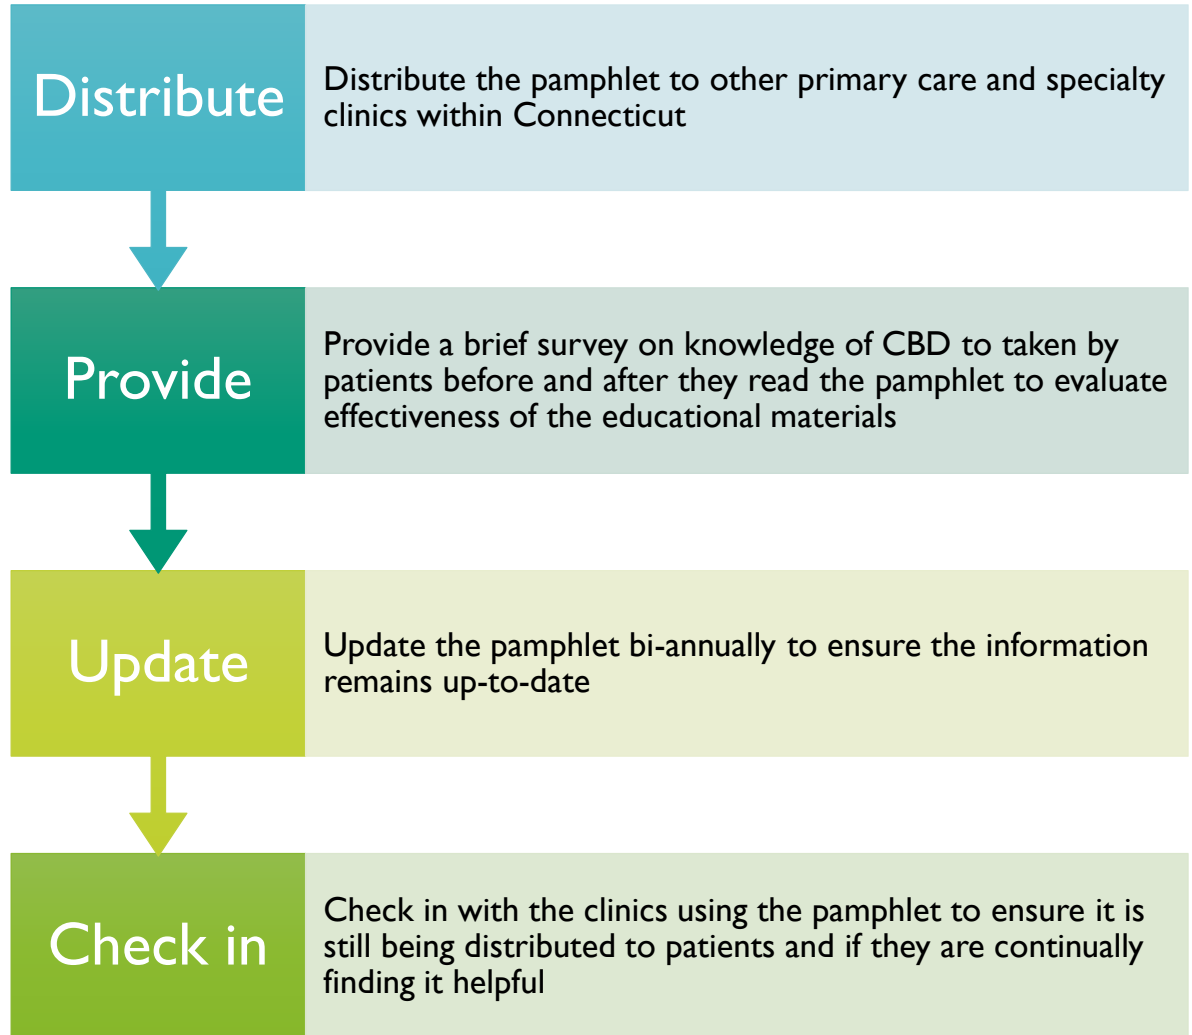 Distribute
Distribute the pamphlet to other primary care and specialty
clinics within Connecticut
Provide
Provide a brief survey on knowledge of CBD to taken by
patients before and after they read the pamphlet to evaluate
effectiveness of the educational materials
Update
Update the pamphlet bi-annually to ensure the information
remains up-to-date
Check in
Check in with the clinics using the pamphlet to ensure it is
still being distributed to patients and if they are continually
finding it helpful